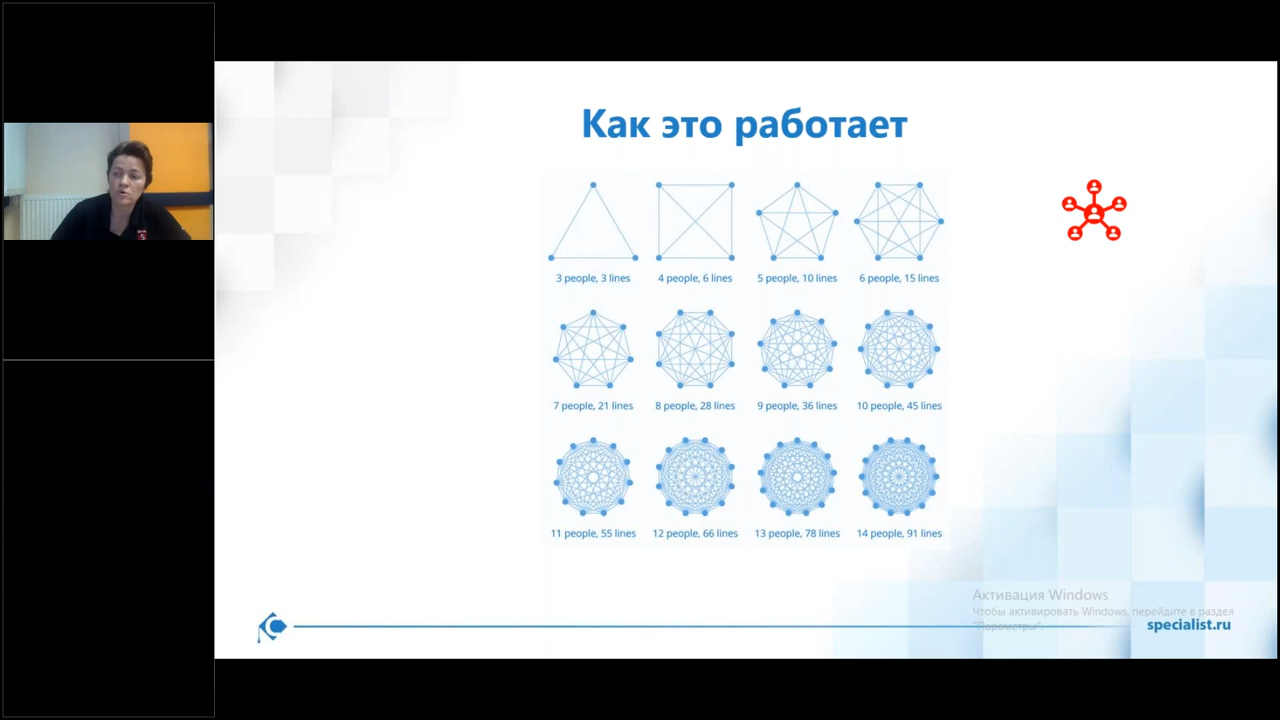 Как это работает
3 people, 3 lines
4 people, 6 lines
5 people, 10 lines
6 people, 15 lines
7 people, 21 lines
8 people, 28 lines
9 people, 36 lines
10 people, 45 lines
11 people, 55 lines
12 people, 66 lines
13 people, 78 lines
14 people, 91 lines
Активация Windows
Чтобы активировать Windows, перейдите в раздел
"Параметры".
specialist.ru